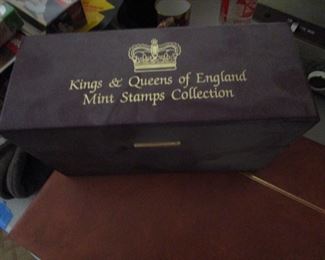 Kings & Queens of England
Mint Stamps Collection